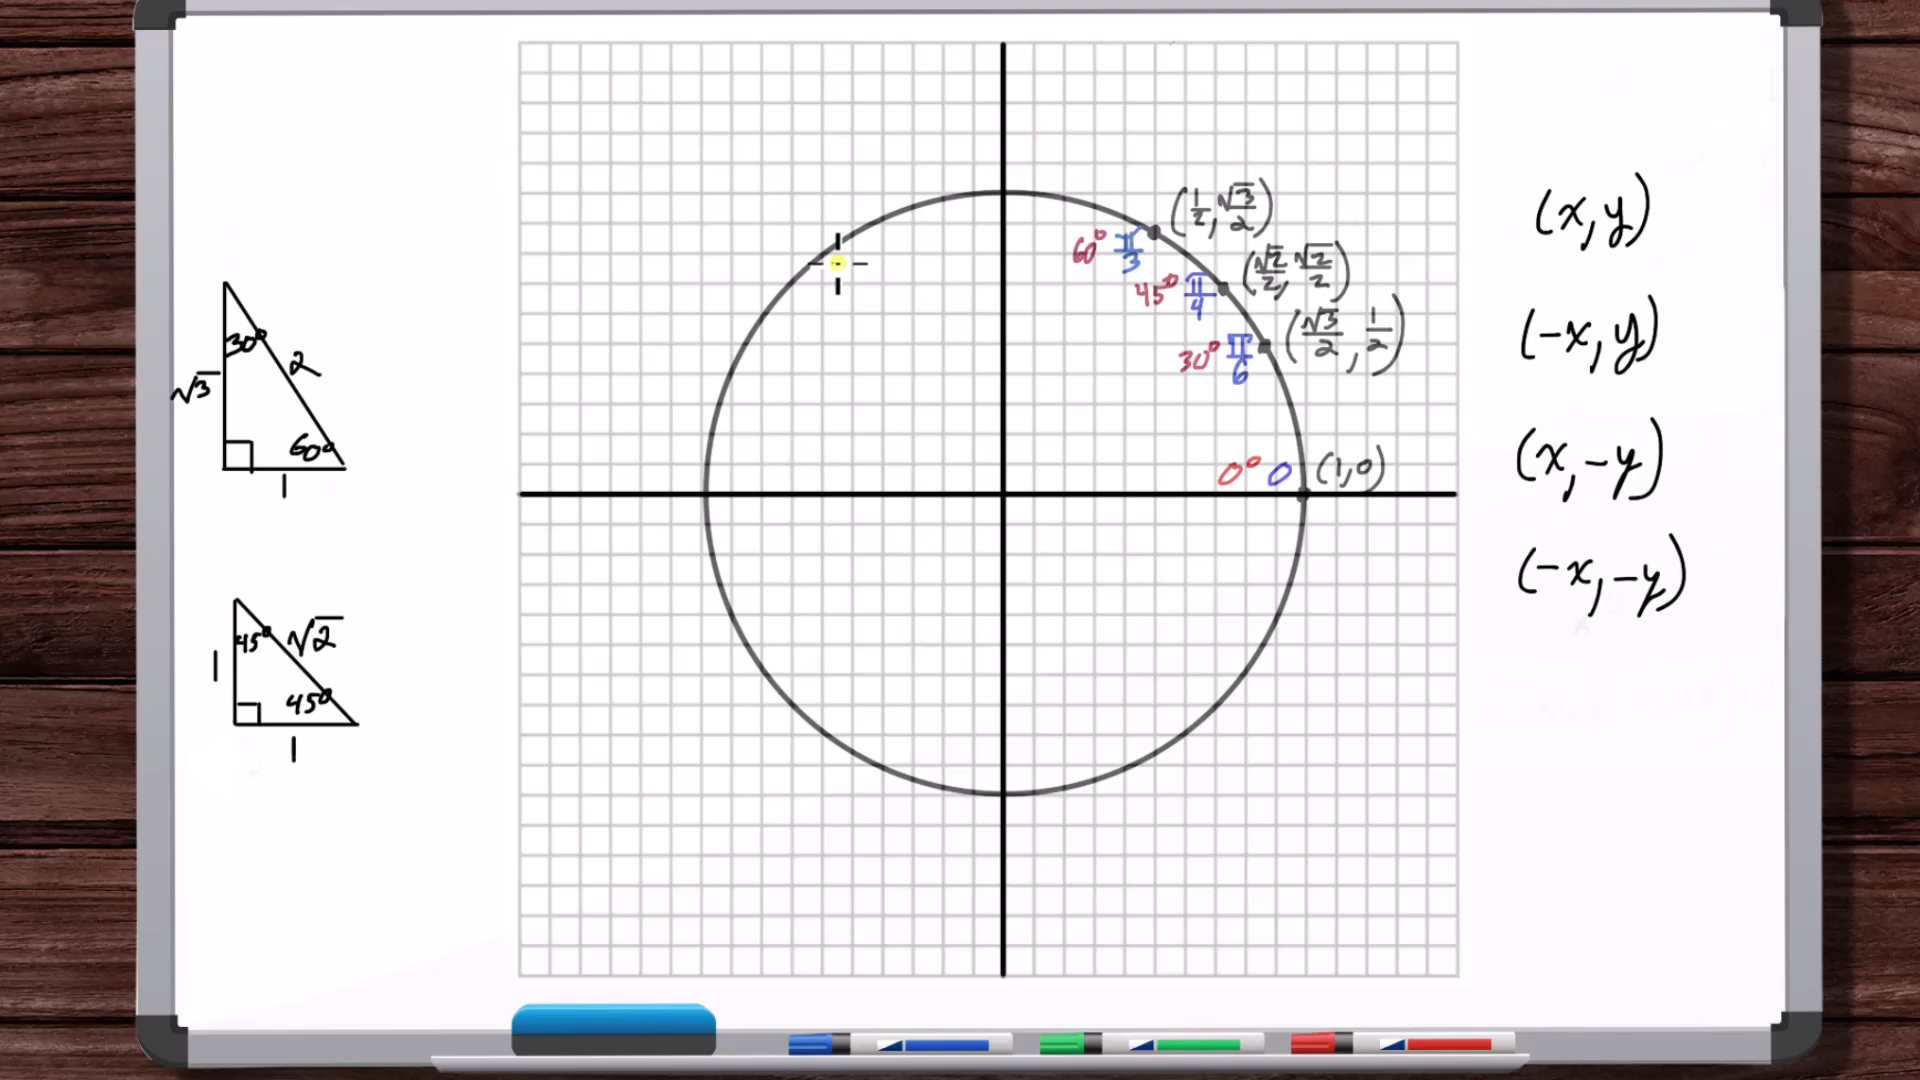 30°
2
√3
60°
1
45°
√2
1
45°
1
(1/2, √3/2)
60° π/3
(√2/2, √2/2)
45° π/4
(√3/2, 1/2)
30° π/6
0° 0 (1,0)
(x,y)
(-x,y)
(x,-y)
(-x,-y)